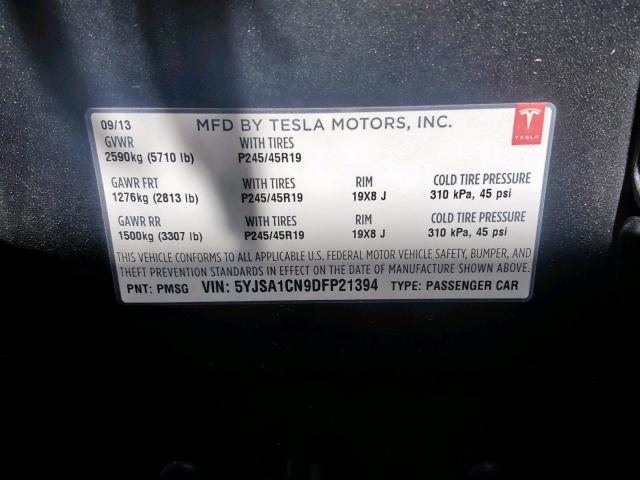 09/13 MFD BY TESLA MOTORS, INC.
TESLA
GVWR WITH TIRES
2590kg (5710 lb) P245/45R19
GAWR FRT WITH TIRES RIM COLD TIRE PRESSURE
1276kg (2813 lb) P245/45R19 19X8 J 310 kPa, 45 psi
GAWR RR WITH TIRES RIM COLD TIRE PRESSURE
1500kg (3307 lb) P245/45R19 19X8 J 310 kPa, 45 psi
THIS VEHICLE CONFORMS TO ALL APPLICABLE U.S. FEDERAL MOTOR VEHICLE SAFETY, BUMPER, AND
THEFT PREVENTION STANDARDS IN EFFECT ON THE DATE OF MANUFACTURE SHOWN ABOVE.
PNT: PMSG VIN: 5YJSA1CN9DFP21394 TYPE: PASSENGER CAR